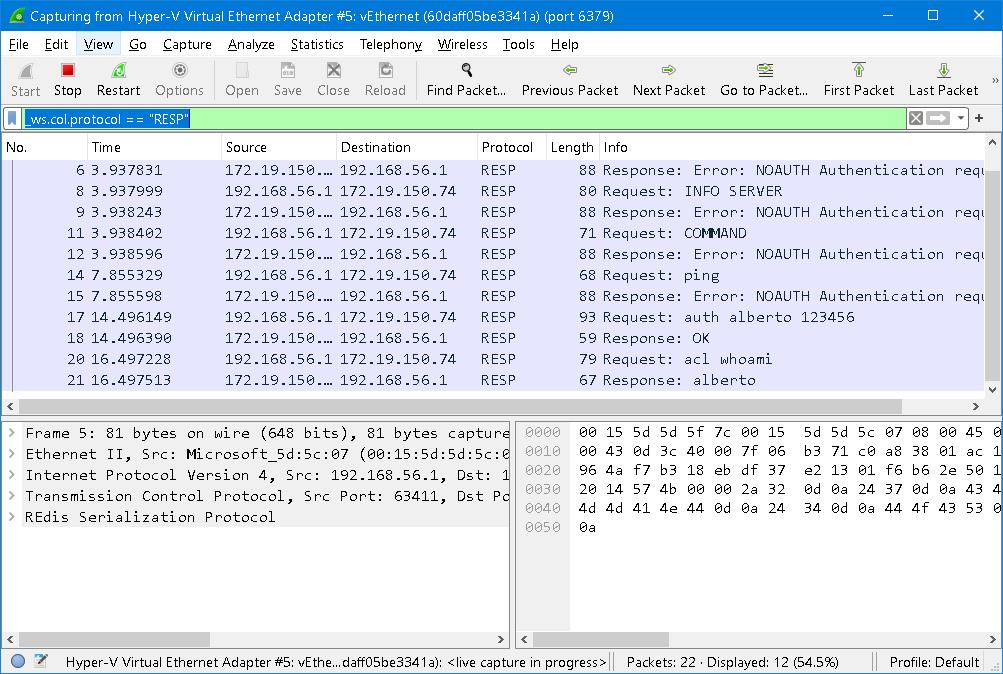 Capturing from Hyper-V Virtual Ethernet Adapter #5: vEthernet (60daff05be3341a) (port 6379)
File Edit View Go Capture Analyze Statistics Telephony Wireless Tools Help
Start Stop Restart Options Open Save Close Reload Find Packet... Previous Packet Next Packet Go to Packet... First Packet Last Packet »
_ws.col.protocol == "RESP" +
No. Time Source Destination Protocol Length Info
6 3.937831 172.19.150.... 192.168.56.1 RESP 88 Response: Error: NOAUTH Authentication requ
8 3.937999 192.168.56.1 172.19.150.74 RESP 80 Request: INFO SERVER
9 3.938243 172.19.150.... 192.168.56.1 RESP 88 Response: Error: NOAUTH Authentication requ
11 3.938402 192.168.56.1 172.19.150.74 RESP 71 Request: COMMAND
12 3.938596 172.19.150.... 192.168.56.1 RESP 88 Response: Error: NOAUTH Authentication requ
14 7.855329 192.168.56.1 172.19.150.74 RESP 68 Request: ping
15 7.855598 172.19.150.... 192.168.56.1 RESP 88 Response: Error: NOAUTH Authentication requ
17 14.496149 192.168.56.1 172.19.150.74 RESP 93 Request: auth alberto 123456
18 14.496390 172.19.150.... 192.168.56.1 RESP 59 Response: OK
20 16.497228 192.168.56.1 172.19.150.74 RESP 79 Request: acl whoami
21 16.497513 172.19.150.... 192.168.56.1 RESP 67 Response: alberto
Frame 5: 81 bytes on wire (648 bits), 81 bytes capture
Ethernet II, Src: Microsoft_5d:5c:07 (00:15:5d:5d:5c:0
Internet Protocol Version 4, Src: 192.168.56.1, Dst: 1
Transmission Control Protocol, Src Port: 63411, Dst Po
REdis Serialization Protocol
0000 00 15 5d 5d 5f 7c 00 15 5d 5d 5c 07 08 00 45 0
0010 00 43 0d 3c 40 00 7f 06 b3 71 c0 a8 38 01 ac 1
0020 96 4a f7 b3 18 eb df 37 e2 13 01 f6 b6 2e 50 1
0030 20 14 57 4b 00 00 2a 32 0d 0a 24 37 0d 0a 43 4
0040 4d 4d 41 4e 44 0d 0a 24 34 0d 0a 44 4f 43 53 0
0050 0a
Hyper-V Virtual Ethernet Adapter #5: vEthe...daff05be3341a): <live capture in progress> Packets: 22 · Displayed: 12 (54.5%) Profile: Default